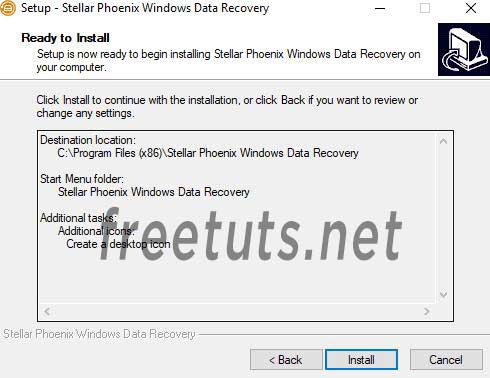 Setup - Stellar Phoenix Windows Data Recovery
Ready to Install
Setup is now ready to begin installing Stellar Phoenix Windows Data Recovery on
your computer.
Click Install to continue with the installation, or click Back if you want to review or
change any settings.
Destination location:
C:\Program Files (x86)\Stellar Phoenix Windows Data Recovery
Start Menu folder:
Stellar Phoenix Windows Data Recovery
Additional tasks:
Additional icons:
Create a desktop icon
freetuts.net
Stellar Phoenix Windows Data Recovery
< Back
Install
Cancel